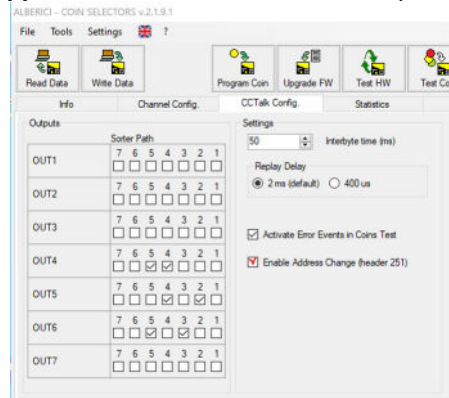 ALBERICI - COIN SELECTORS v.2.1.9.1
File Tools Settings ?
Read Data Write Data Program Coin Upgrade FW Test HW Test Co
Info Channel Config. CCTalk Config. Statistics
Outputs Settings
Sorter Path
50 Interbyte time (ms)
OUT1 7 6 5 4 3 2 1
Replay Delay
2 ms (default) 400 us
OUT2 7 6 5 4 3 2 1
OUT3 7 6 5 4 3 2 1
Activate Error Events in Coins Test
OUT4 7 6 5 4 3 2 1
Enable Address Change (header 251)
OUT5 7 6 5 4 3 2 1
OUT6 7 6 5 4 3 2 1
OUT7 7 6 5 4 3 2 1